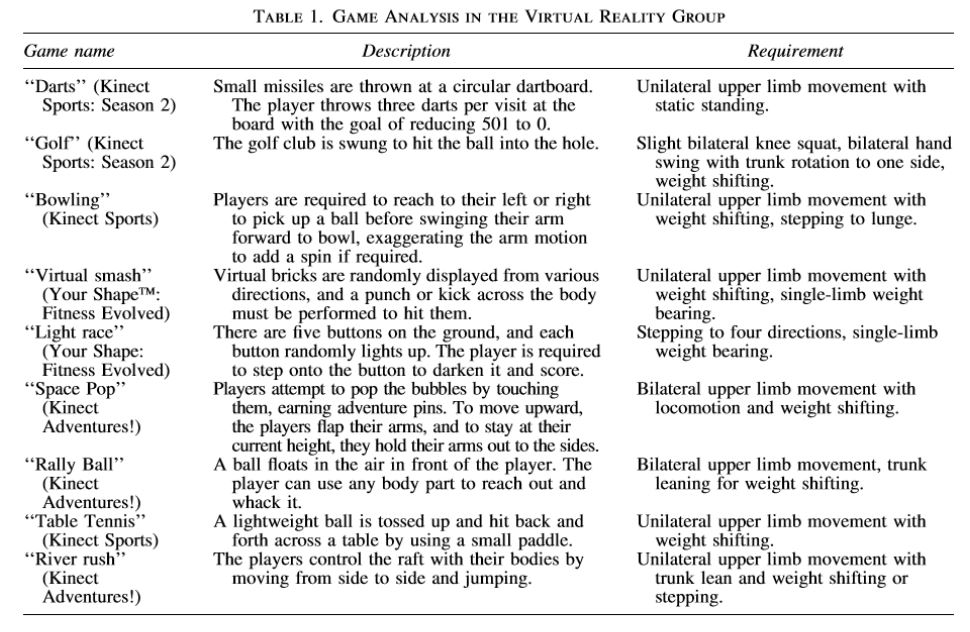 TABLE 1. GAME ANALYSIS IN THE VIRTUAL REALITY GROUP
Game name Description Requirement
“Darts” (Kinect Small missiles are thrown at a circular dartboard. Unilateral upper limb movement with
Sports: Season 2) The player throws three darts per visit at the static standing.
board with the goal of reducing 501 to 0.
“Golf” (Kinect The golf club is swung to hit the ball into the hole. Slight bilateral knee squat, bilateral hand
Sports: Season 2) swing with trunk rotation to one side,
weight shifting.
“Bowling” Players are required to reach to their left or right Unilateral upper limb movement with
(Kinect Sports) to pick up a ball before swinging their arm weight shifting, stepping to lunge.
forward to bowl, exaggerating the arm motion
to add a spin if required.
“Virtual smash” Virtual bricks are randomly displayed from various Unilateral upper limb movement with
(Your Shape™: directions, and a punch or kick across the body weight shifting, single-limb weight
Fitness Evolved) must be performed to hit them. bearing.
“Light race” There are five buttons on the ground, and each Stepping to four directions, single-limb
(Your Shape: button randomly lights up. The player is required weight bearing.
Fitness Evolved) to step onto the button to darken it and score.
“Space Pop” Players attempt to pop the bubbles by touching Bilateral upper limb movement with
(Kinect them, earning adventure pins. To move upward, locomotion and weight shifting.
Adventures!) the players flap their arms, and to stay at their
current height, they hold their arms out to the sides.
“Rally Ball” A ball floats in the air in front of the player. The Bilateral upper limb movement, trunk
(Kinect player can use any body part to reach out and leaning for weight shifting.
Adventures!) whack it.
“Table Tennis” A lightweight ball is tossed up and hit back and Unilateral upper limb movement with
(Kinect Sports) forth across a table by using a small paddle. weight shifting.
“River rush” The players control the raft with their bodies by Unilateral upper limb movement with
(Kinect moving from side to side and jumping. trunk lean and weight shifting or
Adventures!) stepping.